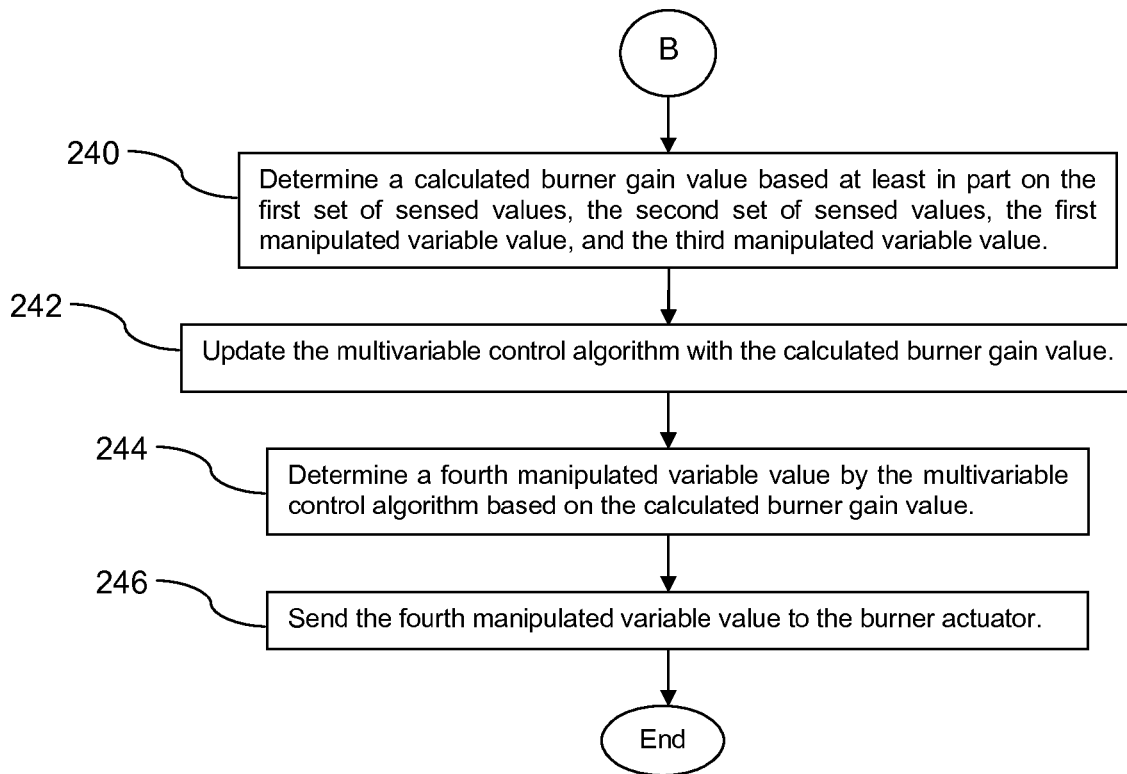 B
240
Determine a calculated burner gain value based at least in part on the
first set of sensed values, the second set of sensed values, the first
manipulated variable value, and the third manipulated variable value.
242
Update the multivariable control algorithm with the calculated burner gain value.
244
Determine a fourth manipulated variable value by the multivariable
control algorithm based on the calculated burner gain value.
246
Send the fourth manipulated variable value to the burner actuator.
End